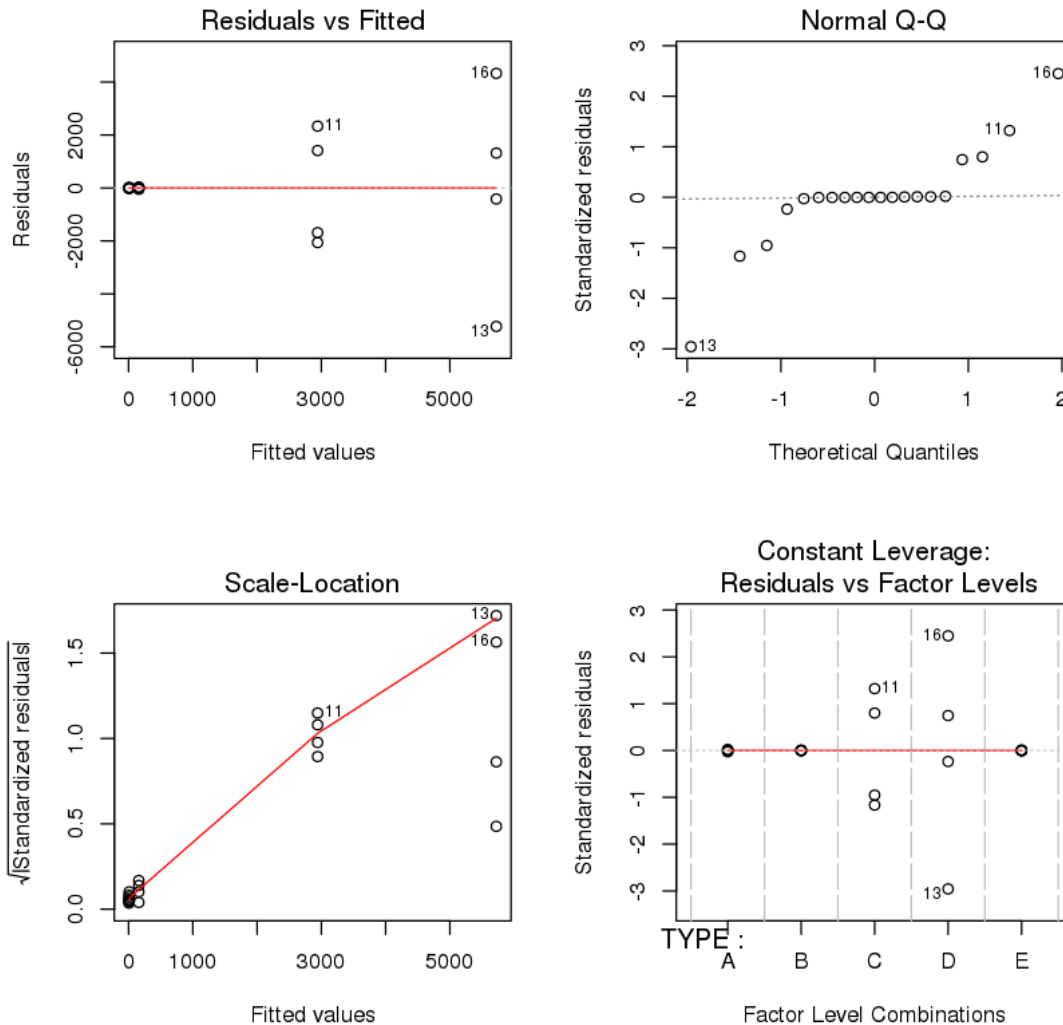 Residuals vs Fitted
Residuals
-6000
-2000
0
2000
16
11
13
0
1000
3000
5000
Fitted values
Normal Q-Q
Standardized residuals
-3
-2
-1
0
1
2
3
16
11
13
-2
-1
0
1
2
Theoretical Quantiles
Scale-Location
√|Standardized residuals|
0.0
0.5
1.0
1.5
13
16
11
0
1000
3000
5000
Fitted values
Constant Leverage:
Residuals vs Factor Levels
Standardized residuals
-3
-2
-1
0
1
2
3
16
11
13
TYPE :
A
B
C
D
E
Factor Level Combinations